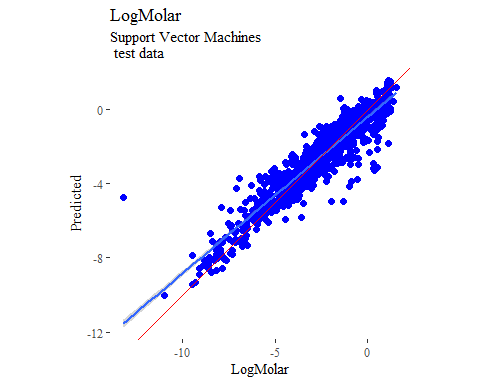 LogMolar
Support Vector Machines
test data
0
-4
-8
-12
Predicted
-10
-5
0
LogMolar